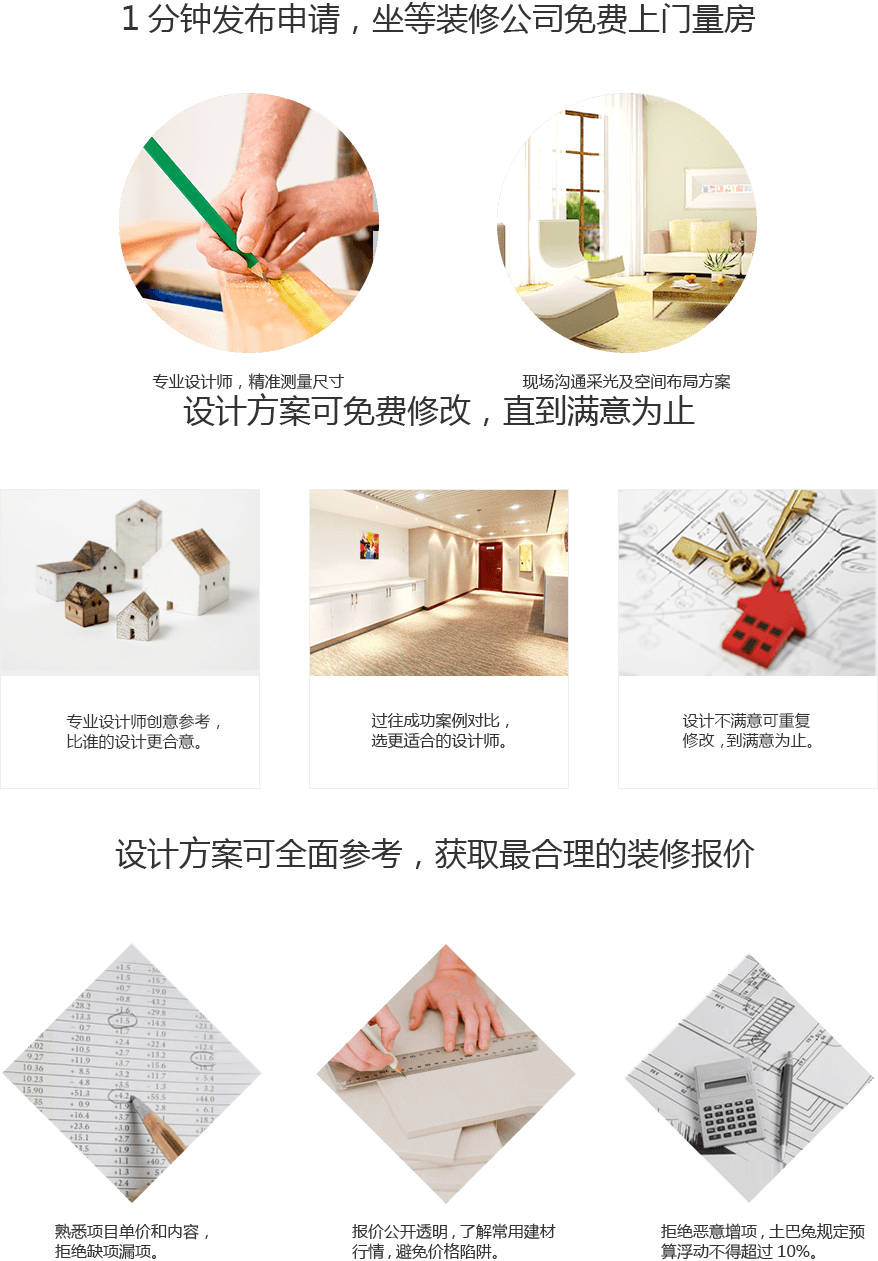 1分钟发布申请，坐等装修公司免费上门量房
专业设计师，精准测量尺寸
现场沟通采光及空间布局方案
设计方案可免费修改，直到满意为止
专业设计师创意参考，
比谁的设计更合意。
过往成功案例对比，
选更适合的设计师。
设计不满意可重复
修改，到满意为止。
设计方案可全面参考，获取最合理的装修报价
熟悉项目单价和内容，
拒绝缺项漏项。
报价公开透明，了解常用建材
行情，避免价格陷阱。
拒绝恶意增项，土巴兔规定预
算浮动不得超过10%。